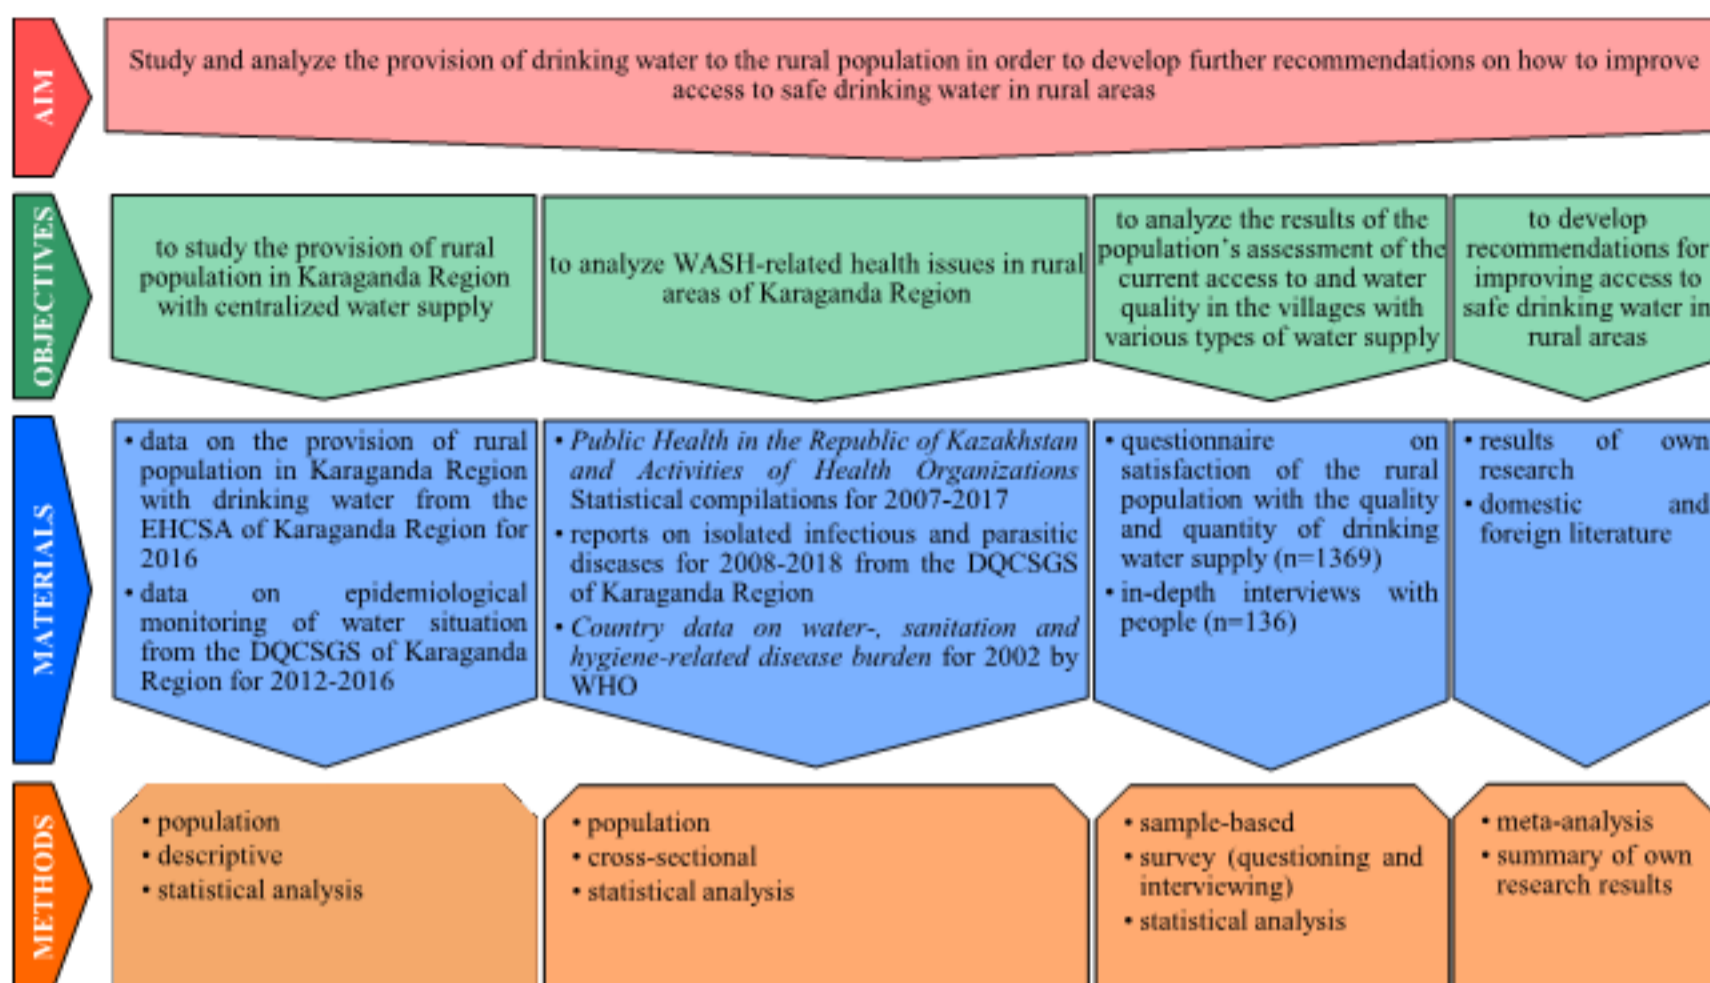 AIM
Study and analyze the provision of drinking water to the rural population in order to develop further recommendations on how to improve
access to safe drinking water in rural areas
OBJECTIVES
to study the provision of rural
population in Karaganda Region
with centralized water supply
to analyze WASH-related health issues in rural
areas of Karaganda Region
to analyze the results of the
population's assessment of the
current access to and water
quality in the villages with
various types of water supply
to develop
recommendations for
improving access to
safe drinking water in
rural areas
MATERIALS
• data on the provision of rural
population in Karaganda Region
with drinking water from the
EHCSA of Karaganda Region for
2016
• data on epidemiological
monitoring of water situation
from the DQCSGS of Karaganda
Region for 2012-2016
• Public Health in the Republic of Kazakhstan
and Activities of Health Organizations
Statistical compilations for 2007-2017
• reports on isolated infectious and parasitic
diseases for 2008-2018 from the DQCSGS
of Karaganda Region
• Country data on water-, sanitation and
hygiene-related disease burden for 2002 by
WHO
• questionnaire on
satisfaction of the rural
population with the quality
and quantity of drinking
water supply (n=1369)
• in-depth interviews with
people (n=136)
• results of own
research
• domestic and
foreign literature
METHODS
• population
• descriptive
• statistical analysis
• population
• cross-sectional
• statistical analysis
• sample-based
• survey (questioning and
interviewing)
• statistical analysis
• meta-analysis
• summary of own
research results